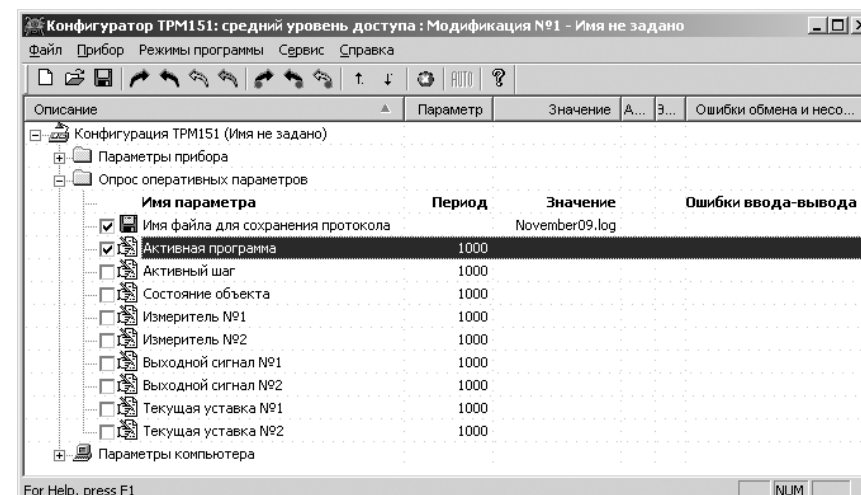 Конфигуратор ТРМ151: средний уровень доступа : Модификация №1 - Имя не задано
Файл Прибор Режимы программы Сервис Справка
AUTO
Описание Параметр Значение А... З... Ошибки обмена и несо...
Конфигурация ТРМ151 (Имя не задано)
Параметры прибора
Опрос оперативных параметров
Имя параметра Период Значение Ошибки ввода-вывода
Имя файла для сохранения протокола November09.log
Активная программа 1000
Активный шаг 1000
Состояние объекта 1000
Измеритель №1 1000
Измеритель №2 1000
Выходной сигнал №1 1000
Выходной сигнал №2 1000
Текущая уставка №1 1000
Текущая уставка №2 1000
Параметры компьютера
For Help, press F1 NUM